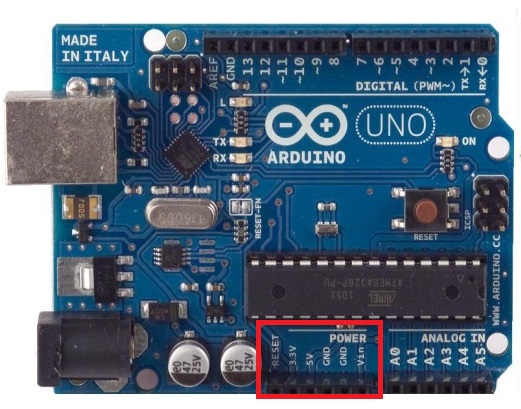 MADE
IN ITALY
AREF
GND
13
12
~11
~10
~9
8
7
~6
~5
4
~3
2
TX→1
RX←0
DIGITAL (PWM~)
L
TX
RX
ARDUINO
UNO
ON
RESET-EN
RESET
ICSP
ATMEGA328P-PU
ATMEL
WWW.ARDUINO.CC
47
25V
47
25V
POWER
RESET
3.3V
5V
GND
GND
Vin
ANALOG IN
A0
A1
A2
A3
A4
A5